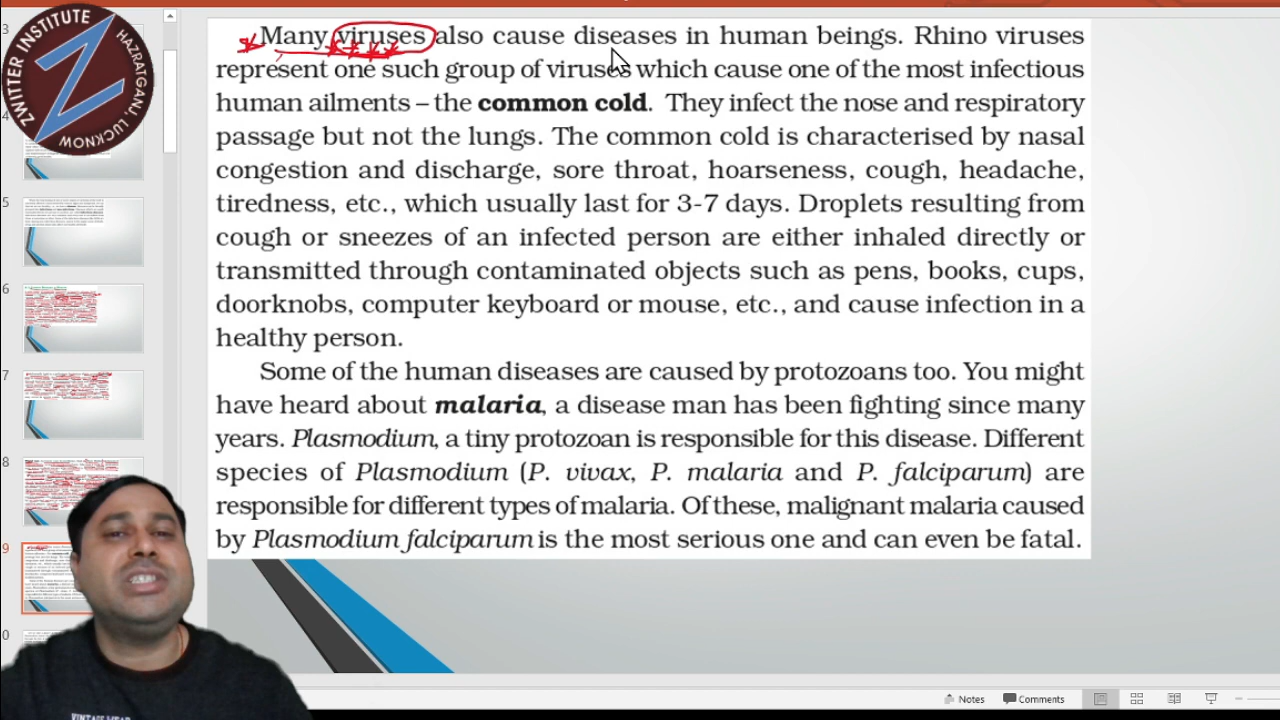 ZWITTER INSTITUTE
HAZRATGANJ, LUCKNOW
Z
3
4
5
6
7
8
9
0
Many viruses also cause diseases in human beings. Rhino viruses
represent one such group of viruses which cause one of the most infectious
human ailments – the common cold. They infect the nose and respiratory
passage but not the lungs. The common cold is characterised by nasal
congestion and discharge, sore throat, hoarseness, cough, headache,
tiredness, etc., which usually last for 3-7 days. Droplets resulting from
cough or sneezes of an infected person are either inhaled directly or
transmitted through contaminated objects such as pens, books, cups,
doorknobs, computer keyboard or mouse, etc., and cause infection in a
healthy person.
Some of the human diseases are caused by protozoans too. You might
have heard about malaria, a disease man has been fighting since many
years. Plasmodium, a tiny protozoan is responsible for this disease. Different
species of Plasmodium (P. vivax, P. malaria and P. falciparum) are
responsible for different types of malaria. Of these, malignant malaria caused
by Plasmodium falciparum is the most serious one and can even be fatal.
Notes
Comments